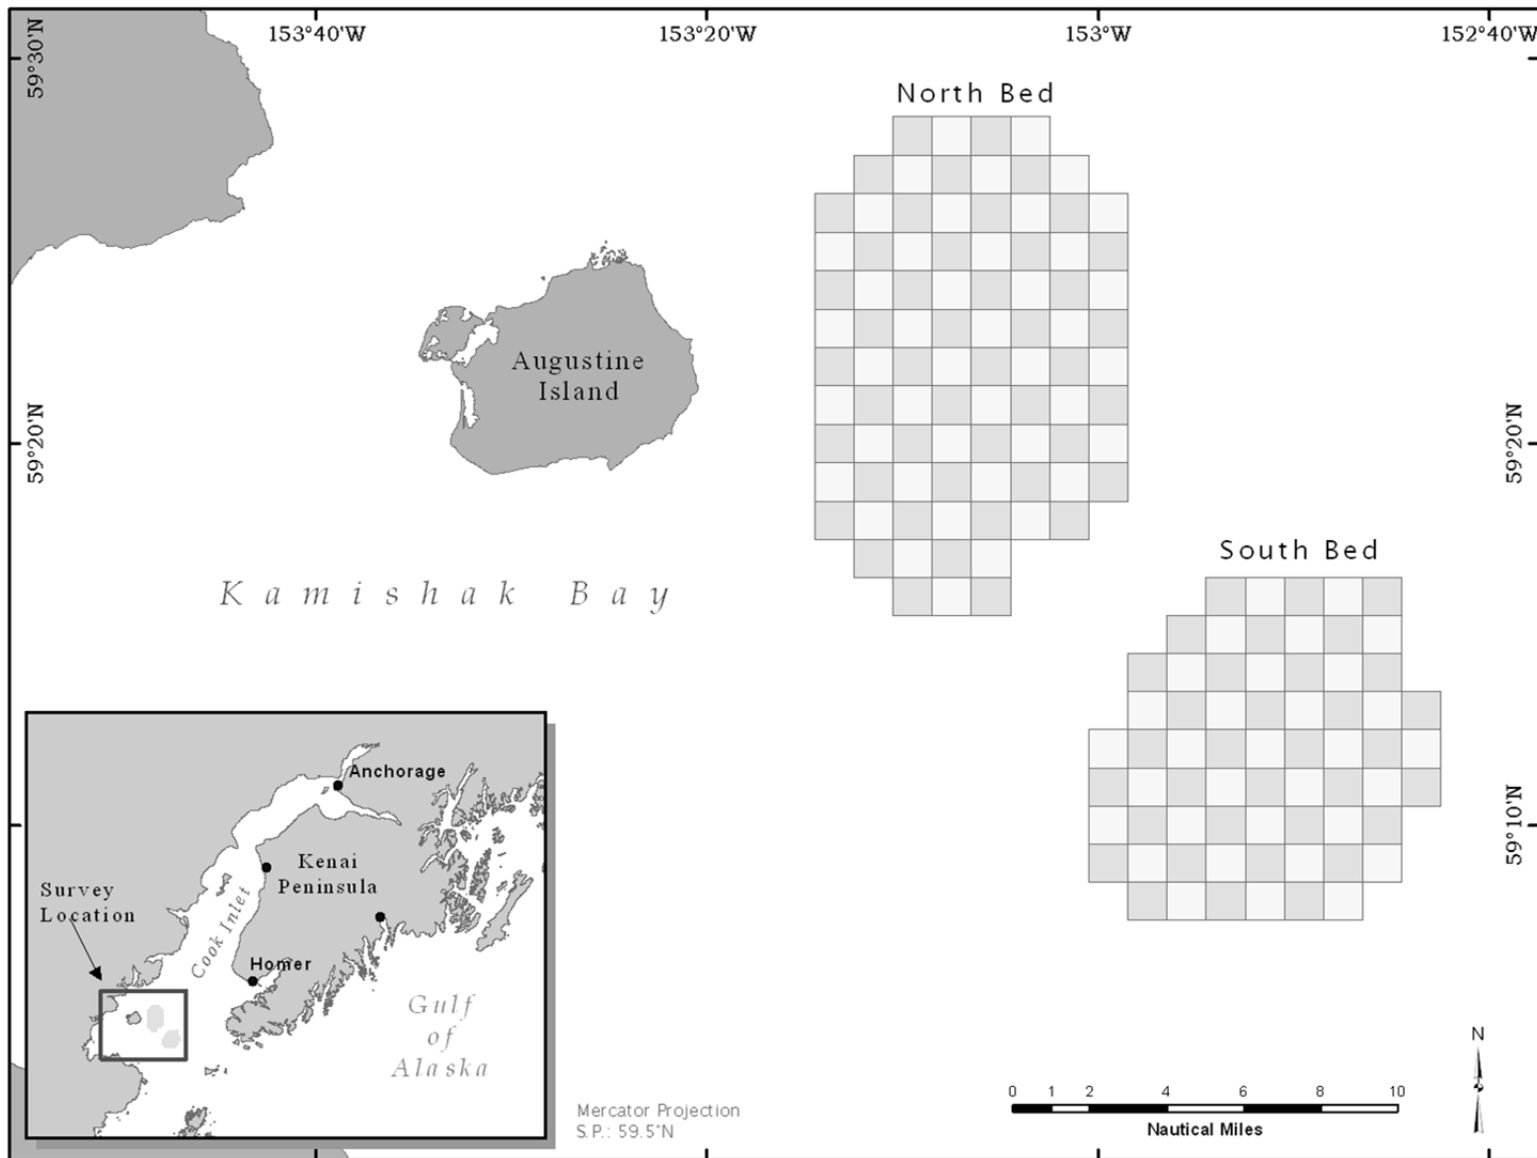 153°40'W
153°20'W
153°W
152°40'W
59°30'N
North Bed
Augustine
Island
59°20'N
59°20'N
South Bed
Kamishak Bay
Anchorage
Kenai
Peninsula
Survey
Location
Cook Inlet
Homer
Gulf
of
Alaska
59°10'N
N
0 1 2 4 6 8 10
Nautical Miles
Mercator Projection
S.P.: 59.5°N